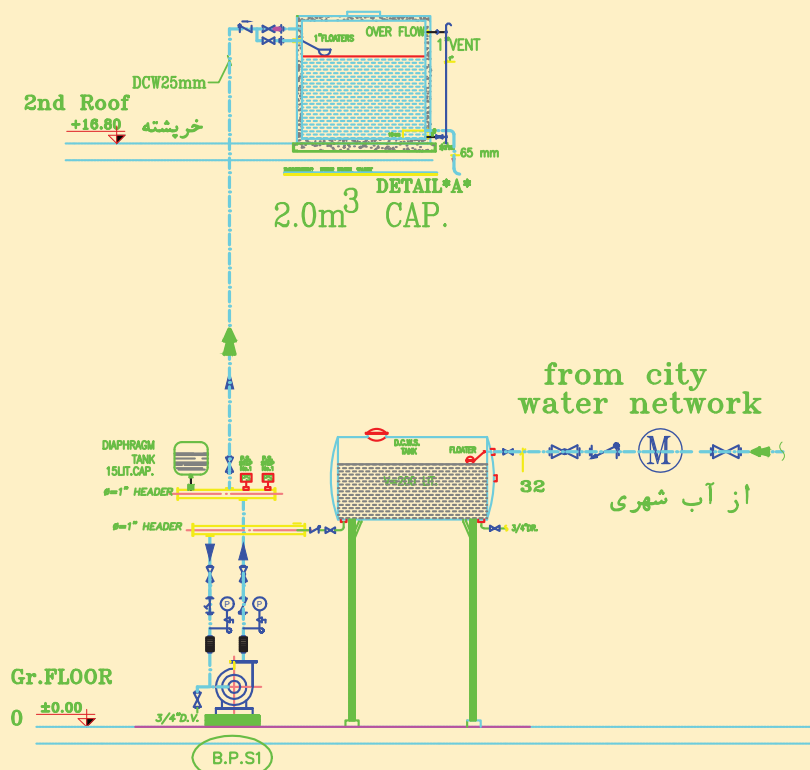 OVER FLOW
1"FLOATERS
1"VENT
DCW25mm
2nd Roof
+16.80
خرپشته
65 mm
DETAIL*A*
2.0m3 CAP.
from city
water network
M
از آب شهری
32
D.C.W.S.
TANK
FLOATER
DIAPHRAGM
TANK
15LIT.CAP.
ø=1" HEADER
ø=1" HEADER
3/4"DR.
P
P
Gr.FLOOR
±0.00
0
3/4"D.V.
B.P.S1